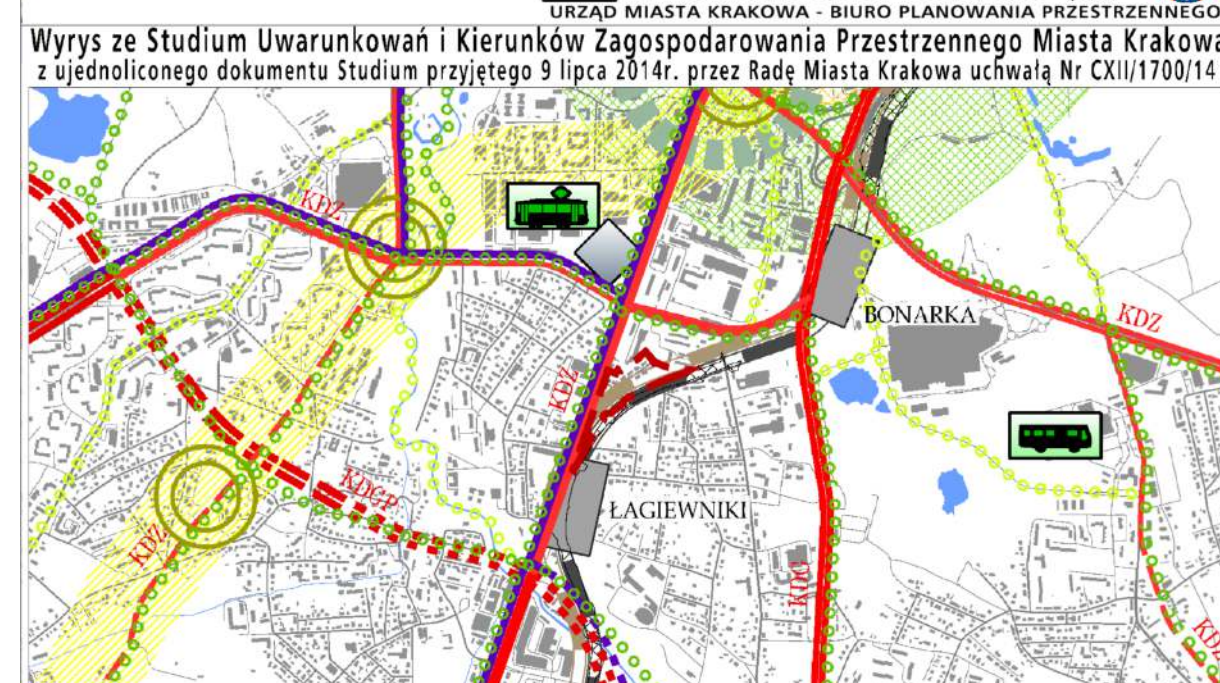 URZĄD MIASTA KRAKOWA - BIURO PLANOWANIA PRZESTRZENNEGO
Wyrys ze Studium Uwarunkowań i Kierunków Zagospodarowania Przestrzennego Miasta Krakowa
z ujednoliconego dokumentu Studium przyjętego 9 lipca 2014r. przez Radę Miasta Krakowa uchwałą Nr CXII/1700/14
KDZ
BONARKA
KDZ
KDZ
KDGP
ŁAGIEWNIKI
KDZ
KDG
KDZ